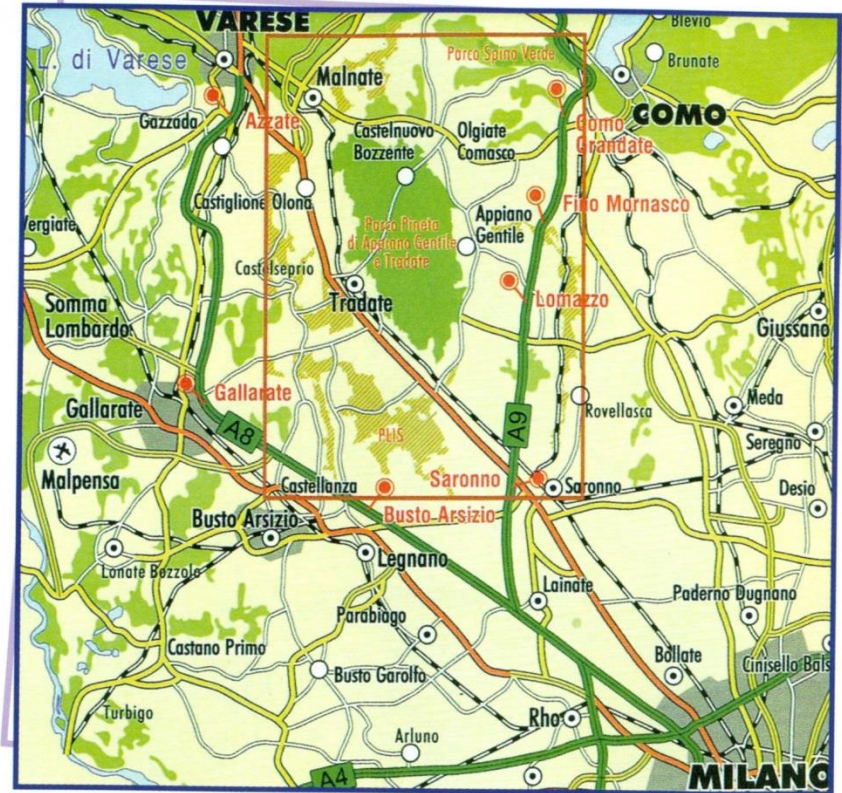 VARESE
Blevio
L. di Varese
Parco Spina Verde
Brunate
Malnate
Gazzada
Azzate
COMO
Como
Grandate
Castelnuovo
Bozzente
Olgiate
Comasco
Castiglione Olona
Fino Mornasco
Appiano
Gentile
Vergiate
Parco Pineta
di Appiano Gentile
e Tradate
Castelseprio
Somma
Lombardo
Tradate
Lomazzo
Giussano
Gallarate
Gallarate
Meda
Rovellasca
A8
A9
PLIS
Seregno
Malpensa
Saronno
Saronno
Castellanza
Desio
Busto Arsizio
Busto Arsizio
Legnano
Lonate Pozzolo
Lainate
Paderno Dugnano
Parabiago
Castano Primo
Bollate
Cinisello Bals
Busto Garolfo
Turbigo
Rho
Arluno
A4
MILANO